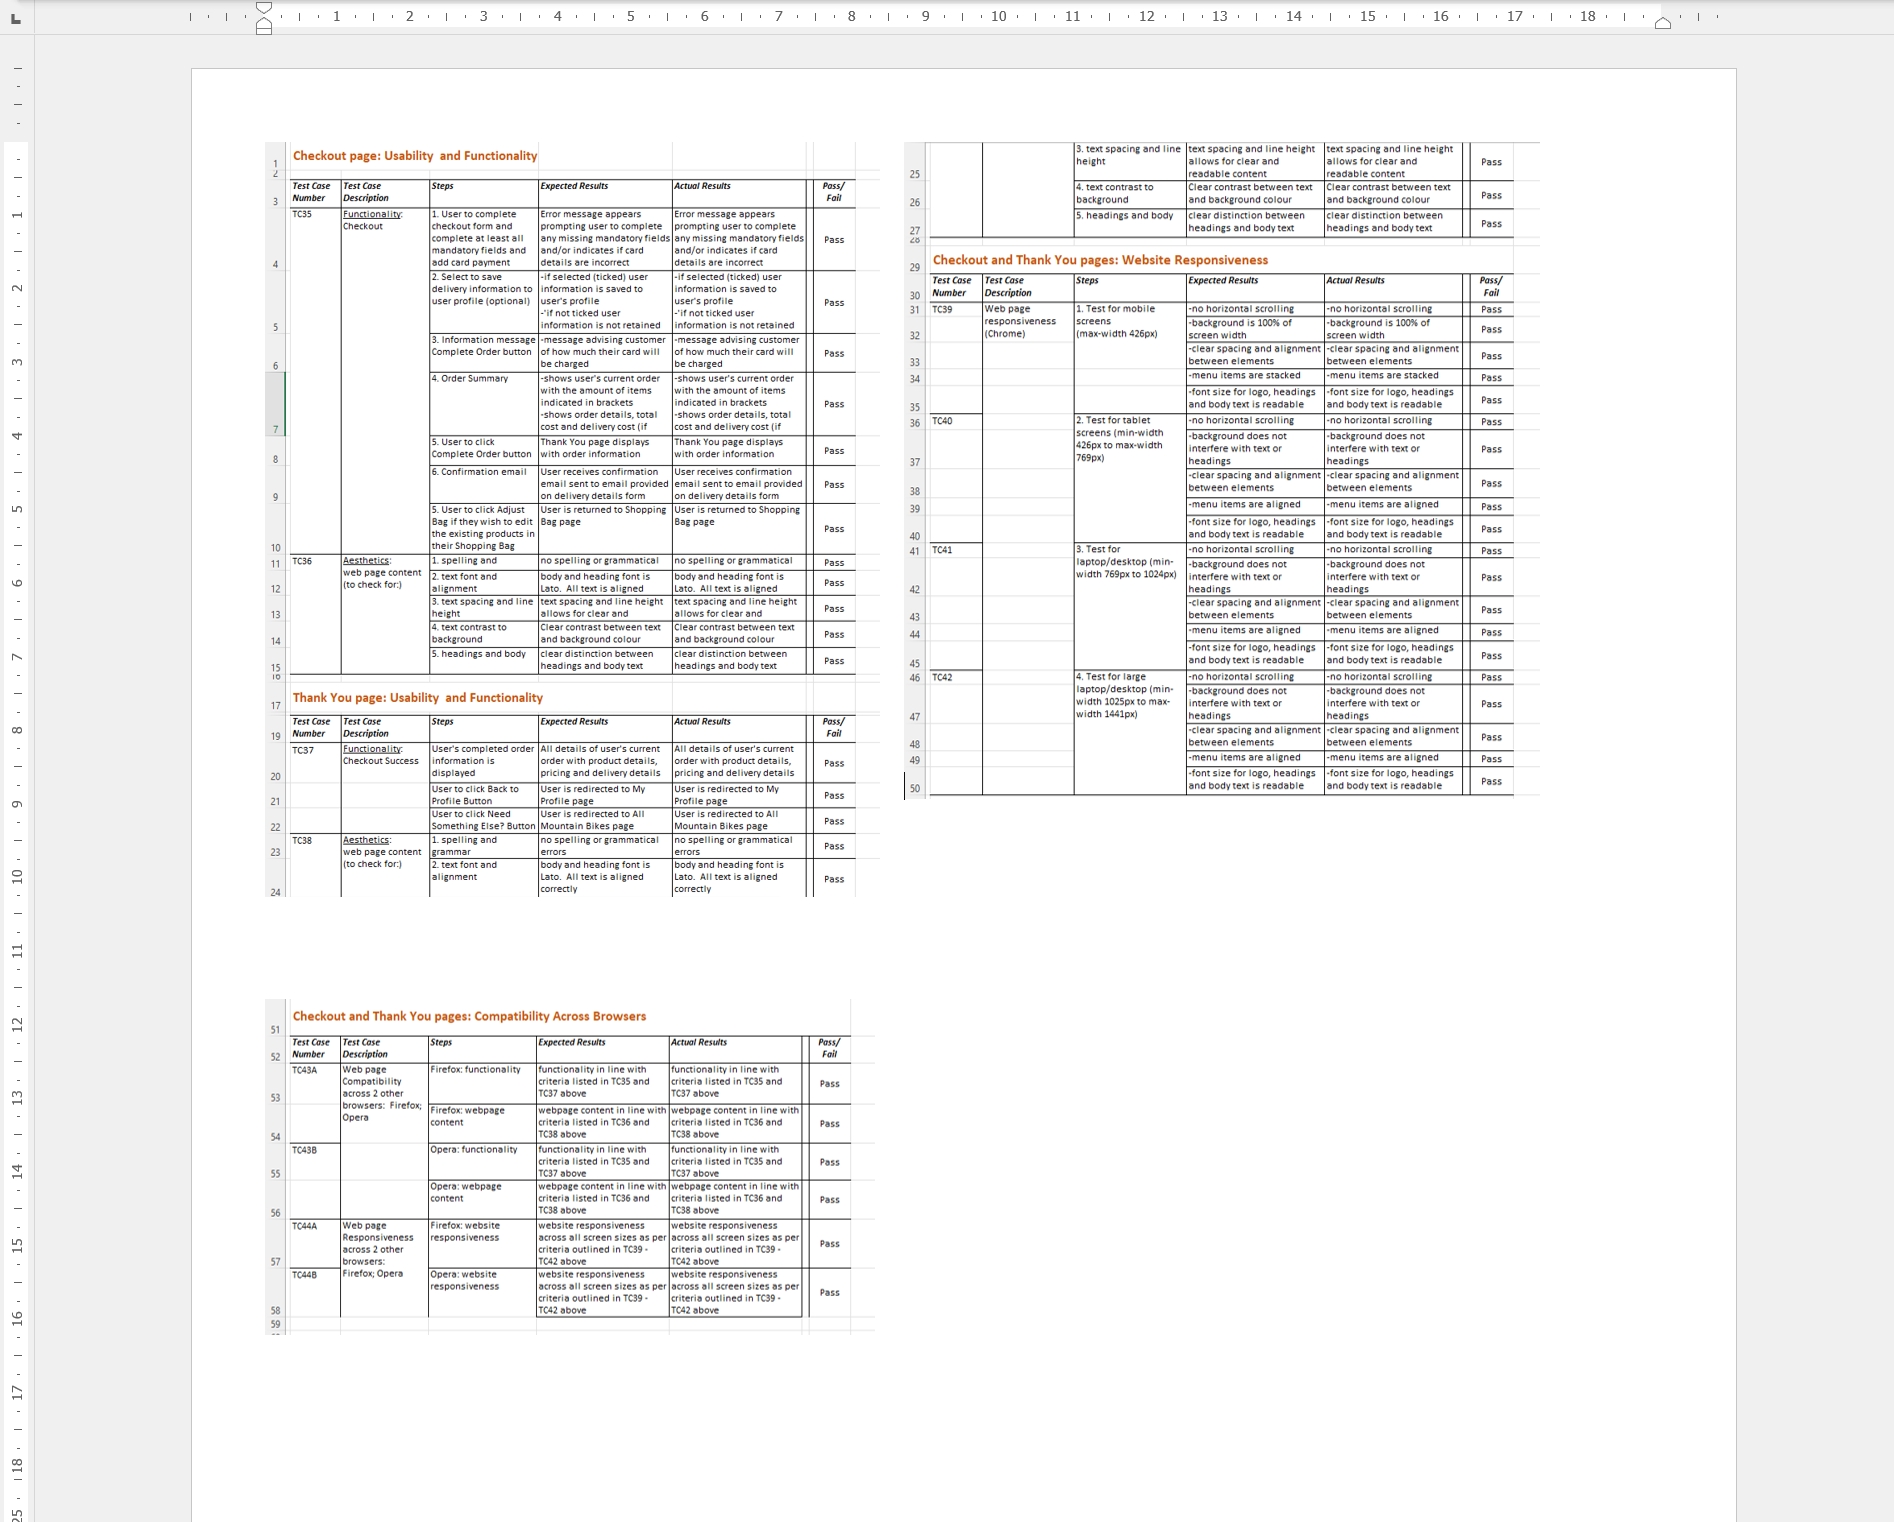 1 2 3 4 5 6 7 8 9 10 11 12 13 14 15 16 17 18
Checkout page: Usability and Functionality
Test Case Number | Test Case Description | Steps | Expected Results | Actual Results | Pass/ Fail
TC35 | Functionality: Checkout | 1. User to complete checkout form and complete at least all mandatory fields and add card payment | Error message appears prompting user to complete any missing mandatory fields and/or indicates if card details are incorrect | Error message appears prompting user to complete any missing mandatory fields and/or indicates if card details are incorrect | Pass
2. Select to save delivery information to user profile (optional) | -if selected (ticked) user information is saved to user's profile -'if not ticked user information is not retained | -if selected (ticked) user information is saved to user's profile -'if not ticked user information is not retained | Pass
3. Information message Complete Order button | -message advising customer of how much their card will be charged | -message advising customer of how much their card will be charged | Pass
4. Order Summary | -shows user's current order with the amount of items indicated in brackets -shows order details, total cost and delivery cost (if | -shows user's current order with the amount of items indicated in brackets -shows order details, total cost and delivery cost (if | Pass
5. User to click Complete Order button | Thank You page displays with order information | Thank You page displays with order information | Pass
6. Confirmation email | User receives confirmation email sent to email provided on delivery details form | User receives confirmation email sent to email provided on delivery details form | Pass
5. User to click Adjust Bag if they wish to edit the existing products in their Shopping Bag | User is returned to Shopping Bag page | User is returned to Shopping Bag page | Pass
TC36 | Aesthetics: web page content (to check for:) | 1. spelling and | no spelling or grammatical | no spelling or grammatical | Pass
2. text font and alignment | body and heading font is Lato. All text is aligned | body and heading font is Lato. All text is aligned | Pass
3. text spacing and line height | text spacing and line height allows for clear and | text spacing and line height allows for clear and | Pass
4. text contrast to background | Clear contrast between text and background colour | Clear contrast between text and background colour | Pass
5. headings and body | clear distinction between headings and body text | clear distinction between headings and body text | Pass
Thank You page: Usability and Functionality
Test Case Number | Test Case Description | Steps | Expected Results | Actual Results | Pass/ Fail
TC37 | Functionality: Checkout Success | User's completed order information is displayed | All details of user's current order with product details, pricing and delivery details | All details of user's current order with product details, pricing and delivery details | Pass
User to click Back to Profile Button | User is redirected to My Profile page | User is redirected to My Profile page | Pass
User to click Need Something Else? Button | User is redirected to All Mountain Bikes page | User is redirected to All Mountain Bikes page | Pass
TC38 | Aesthetics: web page content (to check for:) | 1. spelling and grammar | no spelling or grammatical errors | no spelling or grammatical errors | Pass
2. text font and alignment | body and heading font is Lato. All text is aligned correctly | body and heading font is Lato. All text is aligned correctly | Pass
3. text spacing and line height | text spacing and line height allows for clear and readable content | text spacing and line height allows for clear and readable content | Pass
4. text contrast to background | Clear contrast between text and background colour | Clear contrast between text and background colour | Pass
5. headings and body | clear distinction between headings and body text | clear distinction between headings and body text | Pass
Checkout and Thank You pages: Website Responsiveness
Test Case Number | Test Case Description | Steps | Expected Results | Actual Results | Pass/ Fail
TC39 | Web page responsiveness (Chrome) | 1. Test for mobile screens (max-width 426px) | -no horizontal scrolling | -no horizontal scrolling | Pass
-background is 100% of screen width | -background is 100% of screen width | Pass
-clear spacing and alignment between elements | -clear spacing and alignment between elements | Pass
-menu items are stacked | -menu items are stacked | Pass
-font size for logo, headings and body text is readable | -font size for logo, headings and body text is readable | Pass
TC40 | 2. Test for tablet screens (min-width 426px to max-width 769px) | -no horizontal scrolling | -no horizontal scrolling | Pass
-background does not interfere with text or headings | -background does not interfere with text or headings | Pass
-clear spacing and alignment between elements | -clear spacing and alignment between elements | Pass
-menu items are aligned | -menu items are aligned | Pass
-font size for logo, headings and body text is readable | -font size for logo, headings and body text is readable | Pass
TC41 | 3. Test for laptop/desktop (min-width 769px to 1024px) | -no horizontal scrolling | -no horizontal scrolling | Pass
-background does not interfere with text or headings | -background does not interfere with text or headings | Pass
-clear spacing and alignment between elements | -clear spacing and alignment between elements | Pass
-menu items are aligned | -menu items are aligned | Pass
-font size for logo, headings and body text is readable | -font size for logo, headings and body text is readable | Pass
TC42 | 4. Test for large laptop/desktop (min-width 1025px to max-width 1441px) | -no horizontal scrolling | -no horizontal scrolling | Pass
-background does not interfere with text or headings | -background does not interfere with text or headings | Pass
-clear spacing and alignment between elements | -clear spacing and alignment between elements | Pass
-menu items are aligned | -menu items are aligned | Pass
-font size for logo, headings and body text is readable | -font size for logo, headings and body text is readable | Pass
Checkout and Thank You pages: Compatibility Across Browsers
Test Case Number | Test Case Description | Steps | Expected Results | Actual Results | Pass/ Fail
TC43A | Web page Compatibility across 2 other browsers: Firefox; Opera | Firefox: functionality | functionality in line with criteria listed in TC35 and TC37 above | functionality in line with criteria listed in TC35 and TC37 above | Pass
Firefox: webpage content | webpage content in line with criteria listed in TC36 and TC38 above | webpage content in line with criteria listed in TC36 and TC38 above | Pass
TC43B | Opera: functionality | functionality in line with criteria listed in TC35 and TC37 above | functionality in line with criteria listed in TC35 and TC37 above | Pass
Opera: webpage content | webpage content in line with criteria listed in TC36 and TC38 above | webpage content in line with criteria listed in TC36 and TC38 above | Pass
TC44A | Web page Responsiveness across 2 other browsers: Firefox; Opera | Firefox: website responsiveness | website responsiveness across all screen sizes as per criteria outlined in TC39 - TC42 above | website responsiveness across all screen sizes as per criteria outlined in TC39 - TC42 above | Pass
TC44B | Opera: website responsiveness | website responsiveness across all screen sizes as per criteria outlined in TC39 - TC42 above | website responsiveness across all screen sizes as per criteria outlined in TC39 - TC42 above | Pass